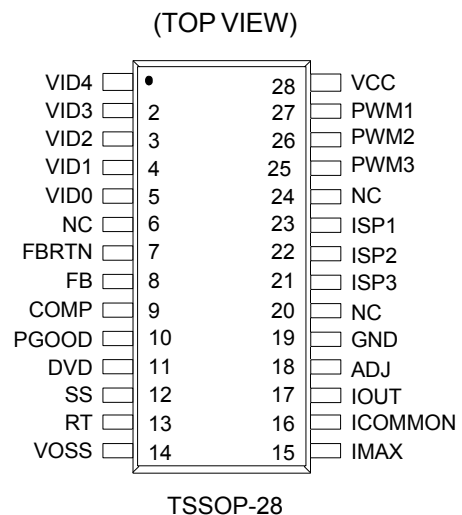 (TOP VIEW)
VID4 28 VCC
VID3 2 27 PWM1
VID2 3 26 PWM2
VID1 4 25 PWM3
VID0 5 24 NC
NC 6 23 ISP1
FBRTN 7 22 ISP2
FB 8 21 ISP3
COMP 9 20 NC
PGOOD 10 19 GND
DVD 11 18 ADJ
SS 12 17 IOUT
RT 13 16 ICOMMON
VOSS 14 15 IMAX
TSSOP-28